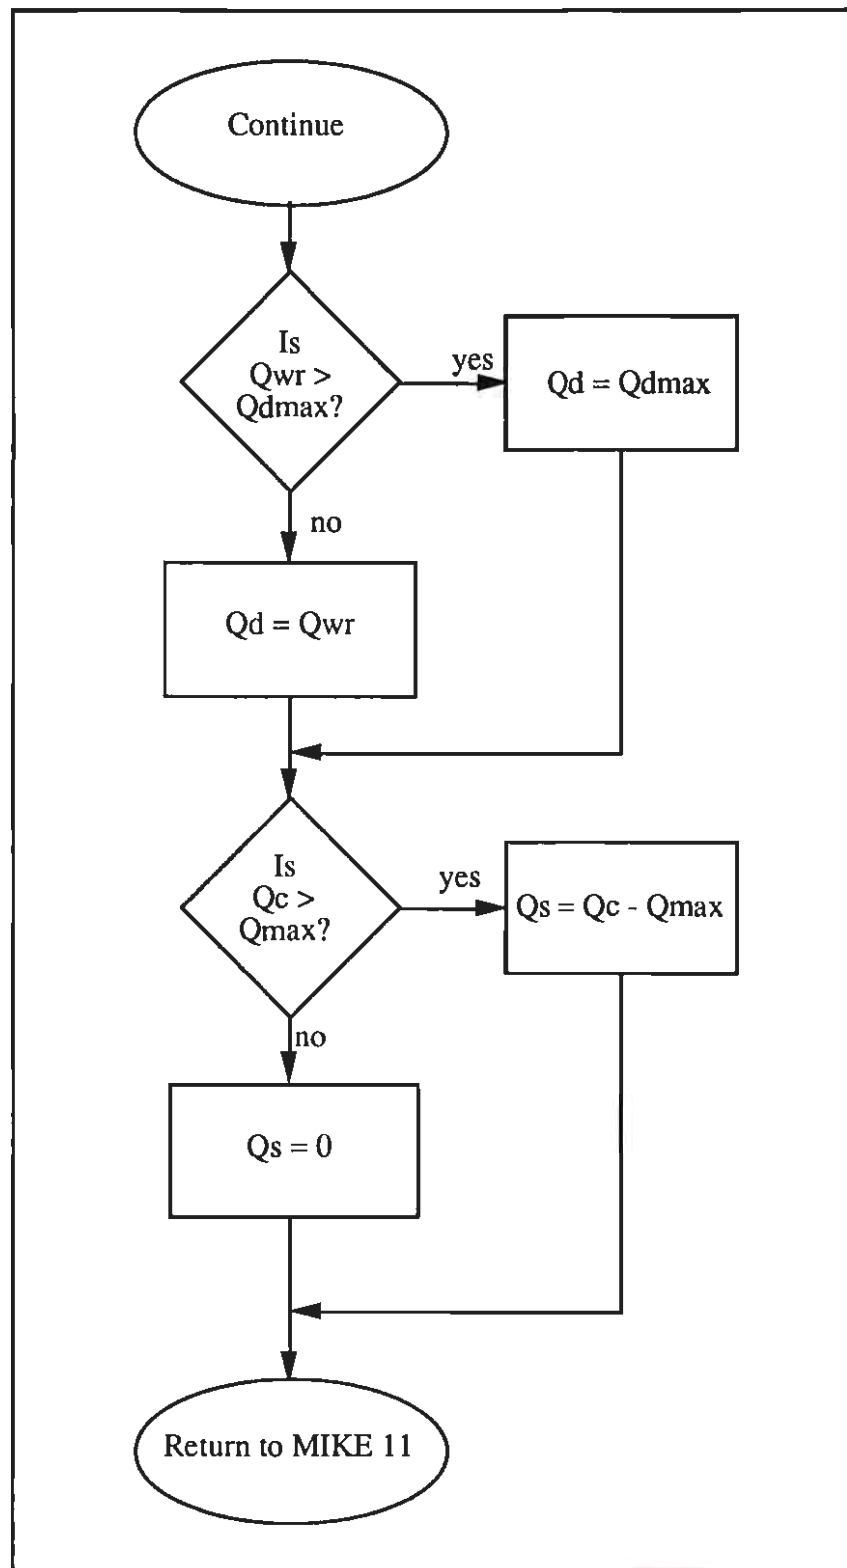 Continue
Is
Qwr >
Qdmax?
yes
Qd = Qdmax
no
Qd = Qwr
Is
Qc >
Qmax?
yes
Qs = Qc - Qmax
no
Qs = 0
Return to MIKE 11